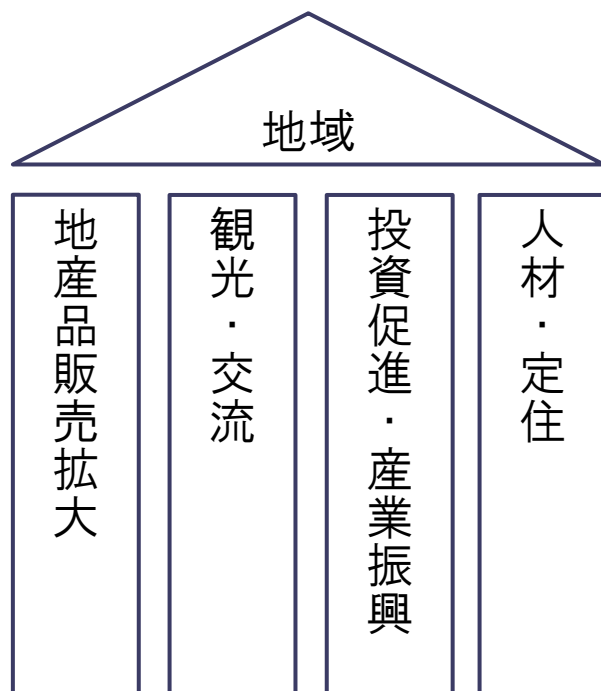 地域
地産品販売拡大
観光・交流
投資促進・産業振興
人材・定住